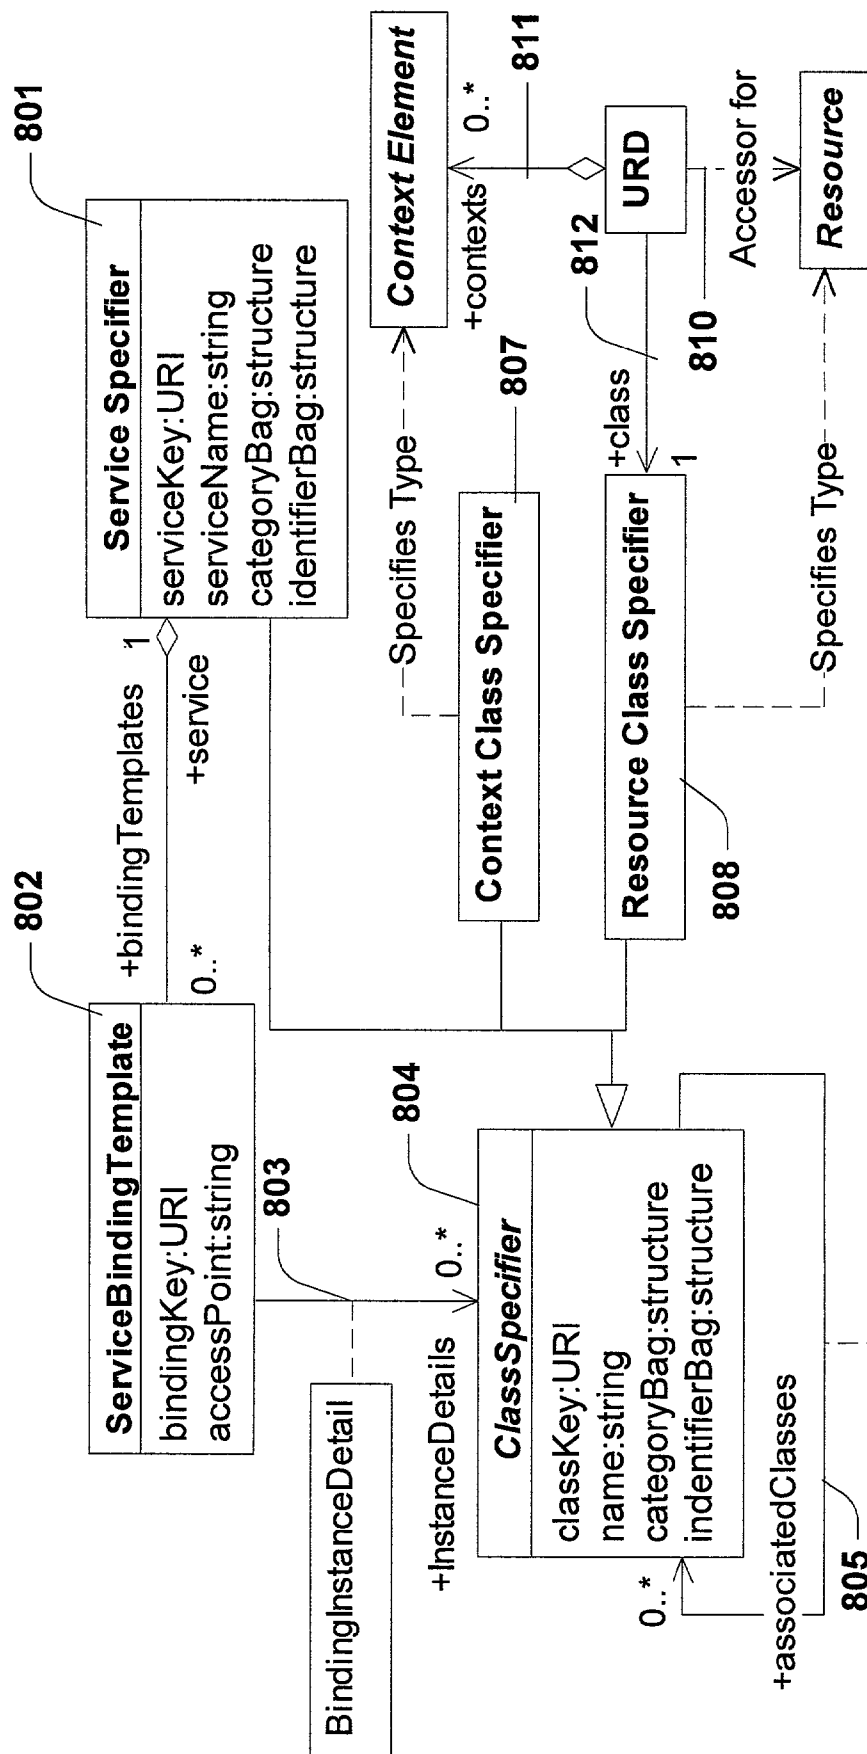 802
ServiceBindingTemplate
bindingKey:URI
accessPoint:string
+bindingTemplates
0..*
1
+service
801
Service Specifier
serviceKey:URI
serviceName:string
categoryBag:structure
identifierBag:structure
803
BindingInstanceDetail
+InstanceDetails
0..*
804
ClassSpecifier
classKey:URI
name:string
categoryBag:structure
indentifierBag:structure
0..*
+associatedClasses
805
Context Class Specifier
807
Specifies Type
Context Element
+contexts
0..*
811
Resource Class Specifier
808
+class
1
812
URD
810
Accessor for
Specifies Type
Resource